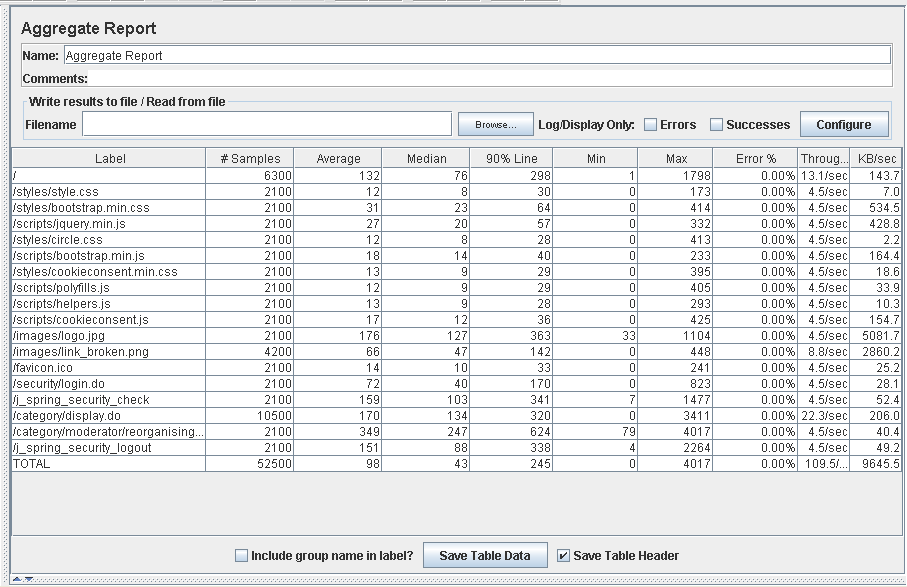 Aggregate Report
Name: Aggregate Report
Comments:
Write results to file / Read from file
Filename Browse... Log/Display Only: Errors Successes Configure
Label # Samples Average Median 90% Line Min Max Error % Throug... KB/sec
/ 6300 132 76 298 1 1798 0.00% 13.1/sec 143.7
/styles/style.css 2100 12 8 30 0 173 0.00% 4.5/sec 7.0
/styles/bootstrap.min.css 2100 31 23 64 0 414 0.00% 4.5/sec 534.5
/scripts/jquery.min.js 2100 27 20 57 0 332 0.00% 4.5/sec 428.8
/styles/circle.css 2100 12 8 28 0 413 0.00% 4.5/sec 2.2
/scripts/bootstrap.min.js 2100 18 14 40 0 233 0.00% 4.5/sec 164.4
/styles/cookieconsent.min.css 2100 13 9 29 0 395 0.00% 4.5/sec 18.6
/scripts/polyfills.js 2100 12 9 29 0 405 0.00% 4.5/sec 33.9
/scripts/helpers.js 2100 13 9 28 0 293 0.00% 4.5/sec 10.3
/scripts/cookieconsent.js 2100 17 12 36 0 425 0.00% 4.5/sec 154.7
/images/logo.jpg 2100 176 127 363 33 1104 0.00% 4.5/sec 5081.7
/images/link_broken.png 4200 66 47 142 0 448 0.00% 8.8/sec 2860.2
/favicon.ico 2100 14 10 33 0 241 0.00% 4.5/sec 25.2
/security/login.do 2100 72 40 170 0 823 0.00% 4.5/sec 28.1
/j_spring_security_check 2100 159 103 341 7 1477 0.00% 4.5/sec 52.4
/category/display.do 10500 170 134 320 0 3411 0.00% 22.3/sec 206.0
/category/moderator/reorganising... 2100 349 247 624 79 4017 0.00% 4.5/sec 40.4
/j_spring_security_logout 2100 151 88 338 4 2264 0.00% 4.5/sec 49.2
TOTAL 52500 98 43 245 0 4017 0.00% 109.5/... 9645.5
Include group name in label? Save Table Data Save Table Header